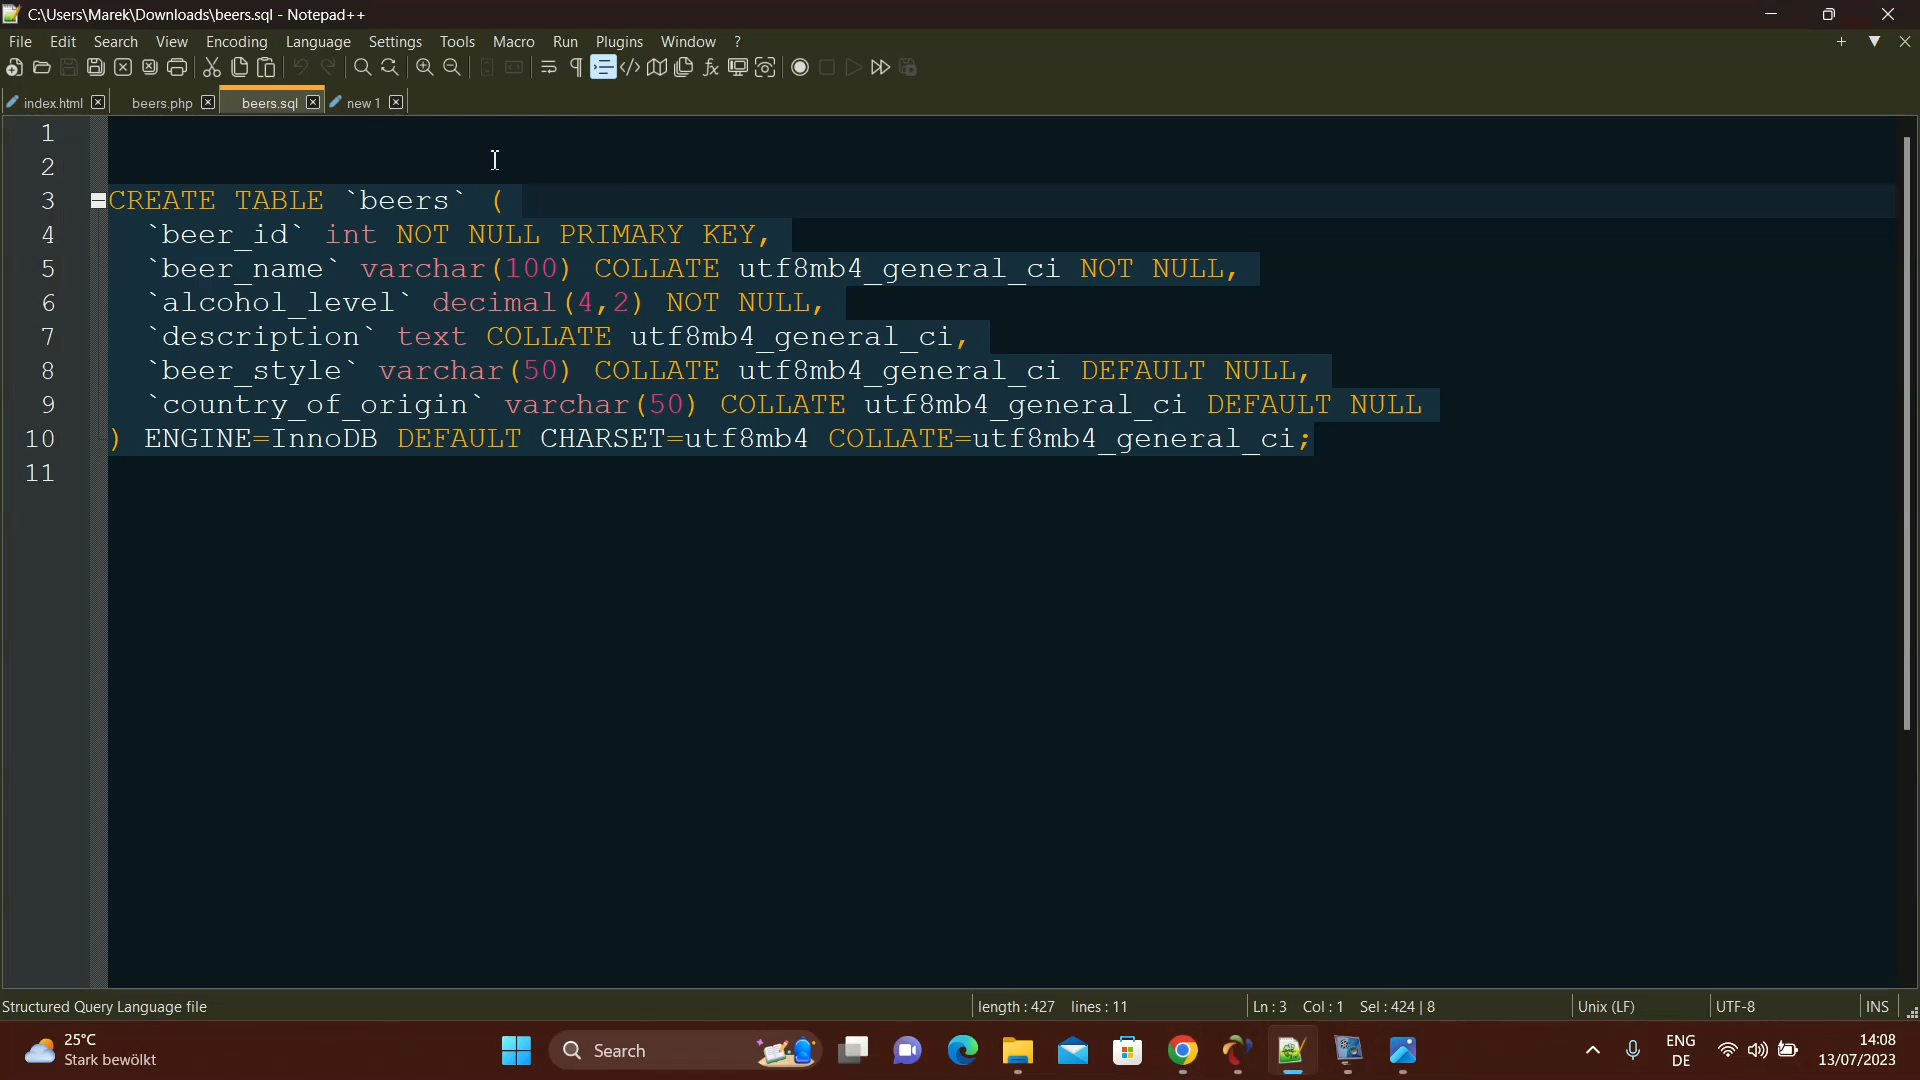 C:\Users\Marek\Downloads\beers.sql - Notepad++
File Edit Search View Encoding Language Settings Tools Macro Run Plugins Window ?
index.html beers.php beers.sql new 1
1
2
3 CREATE TABLE `beers` (
4 `beer_id` int NOT NULL PRIMARY KEY,
5 `beer_name` varchar(100) COLLATE utf8mb4_general_ci NOT NULL,
6 `alcohol_level` decimal(4,2) NOT NULL,
7 `description` text COLLATE utf8mb4_general_ci,
8 `beer_style` varchar(50) COLLATE utf8mb4_general_ci DEFAULT NULL,
9 `country_of_origin` varchar(50) COLLATE utf8mb4_general_ci DEFAULT NULL
10 ) ENGINE=InnoDB DEFAULT CHARSET=utf8mb4 COLLATE=utf8mb4_general_ci;
11
Structured Query Language file length : 427 lines : 11 Ln : 3 Col : 1 Sel : 424 | 8 Unix (LF) UTF-8 INS
25°C
Stark bewölkt
Search
ENG
DE
14:08
13/07/2023